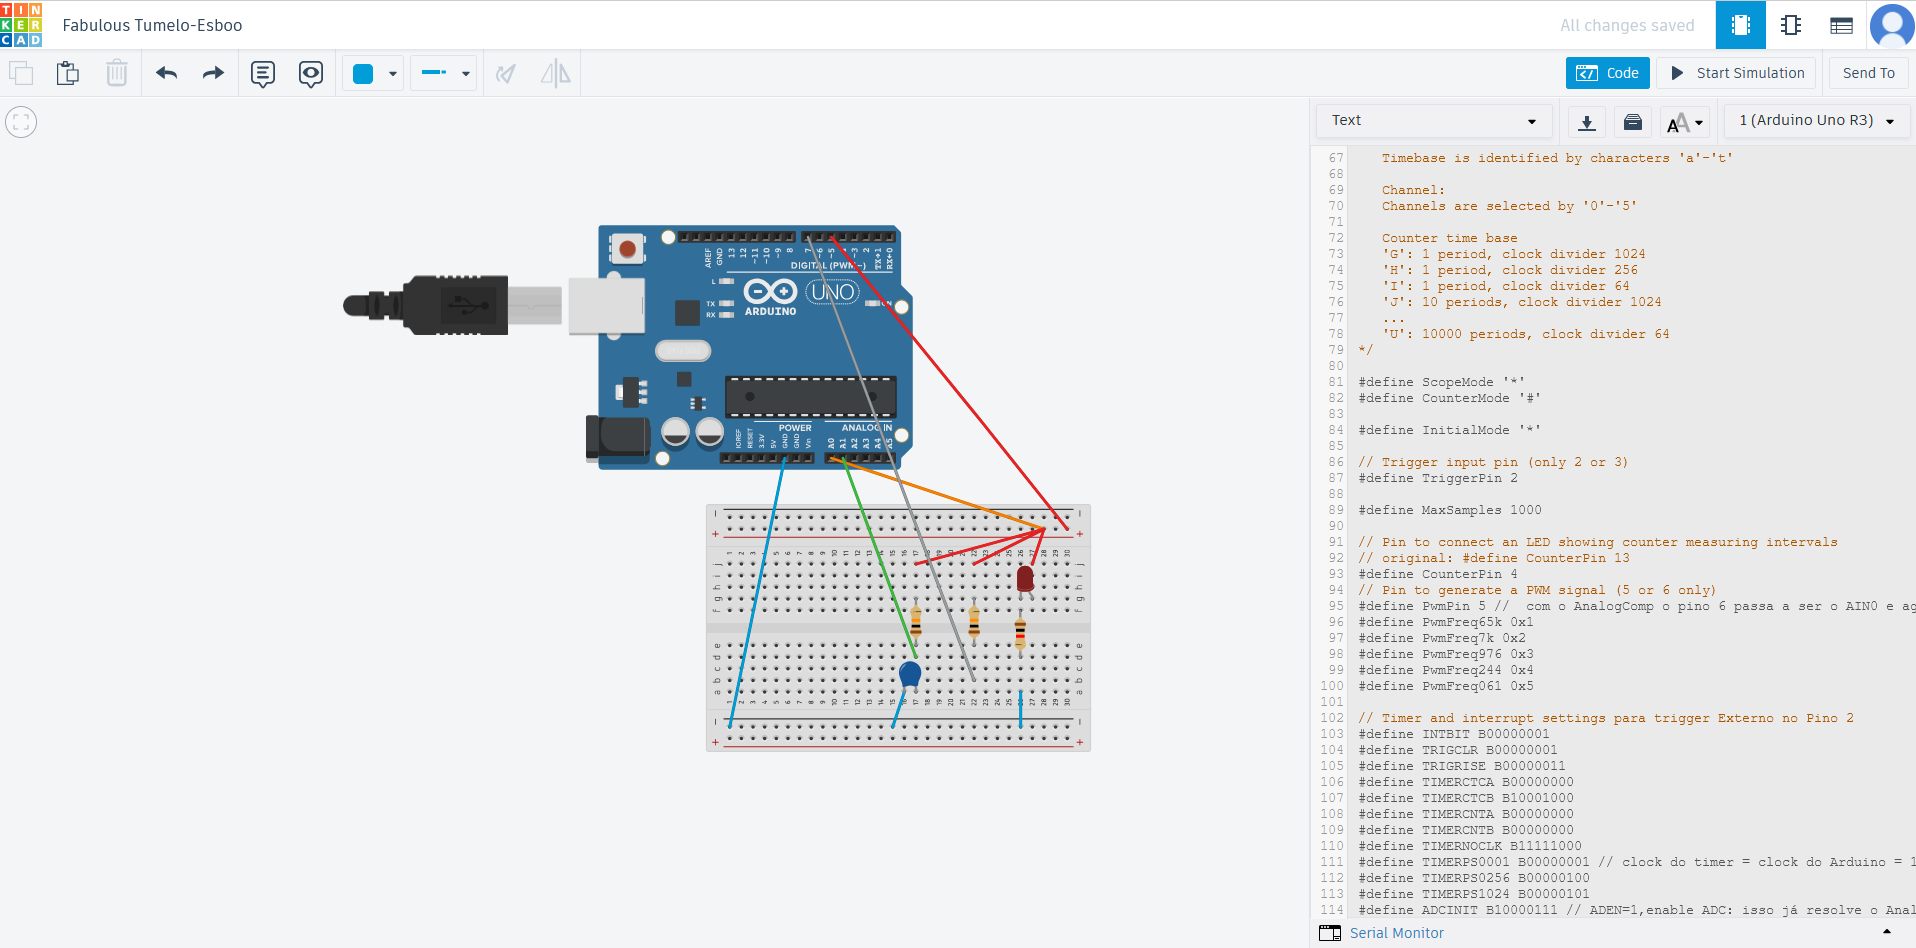 TIN
KER
CAD
Fabulous Tumelo-Esboo
All changes saved
Code
Start Simulation
Send To
Text
1 (Arduino Uno R3)
AREF
GND
13
12
~11
~10
~9
8
7
~6
~5
4
~3
2
TX→1
RX←0
DIGITAL (PWM~)
L
TX
RX
ON
UNO
ARDUINO
POWER
ANALOG IN
IOREF
RESET
3.3V
5V
GND
GND
Vin
A0
A1
A2
A3
A4
A5
67 Timebase is identified by characters 'a'-'t'
68
69 Channel:
70 Channels are selected by '0'-'5'
71
72 Counter time base
73 'G': 1 period, clock divider 1024
74 'H': 1 period, clock divider 256
75 'I': 1 period, clock divider 64
76 'J': 10 periods, clock divider 1024
77 ...
78 'U': 10000 periods, clock divider 64
79 */
80
81 #define ScopeMode '*'
82 #define CounterMode '#'
83
84 #define InitialMode '*'
85
86 // Trigger input pin (only 2 or 3)
87 #define TriggerPin 2
88
89 #define MaxSamples 1000
90
91 // Pin to connect an LED showing counter measuring intervals
92 // original: #define CounterPin 13
93 #define CounterPin 4
94 // Pin to generate a PWM signal (5 or 6 only)
95 #define PwmPin 5 // com o AnalogComp o pino 6 passa a ser o AIN0 e ag
96 #define PwmFreq65k 0x1
97 #define PwmFreq7k 0x2
98 #define PwmFreq976 0x3
99 #define PwmFreq244 0x4
100 #define PwmFreq061 0x5
101
102 // Timer and interrupt settings para trigger Externo no Pino 2
103 #define INTBIT B00000001
104 #define TRIGCLR B00000001
105 #define TRIGRISE B00000011
106 #define TIMERCTCA B00000000
107 #define TIMERCTCB B10001000
108 #define TIMERCNTA B00000000
109 #define TIMERCNTB B00000000
110 #define TIMERNOCLK B11111000
111 #define TIMERPS0001 B00000001 // clock do timer = clock do Arduino = 1
112 #define TIMERPS0256 B00000100
113 #define TIMERPS1024 B00000101
114 #define ADCINIT B10000111 // ADEN=1,enable ADC: isso já resolve o Anal
Serial Monitor